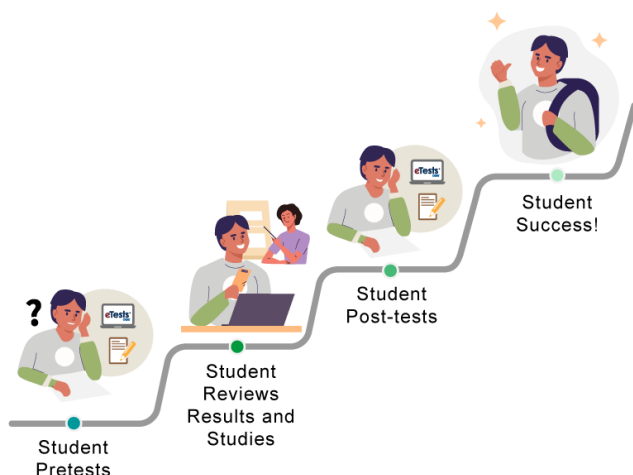 ?
eTests
Student
Pretests
Student
Reviews
Results and
Studies
eTests
Student
Post-tests
Student
Success!